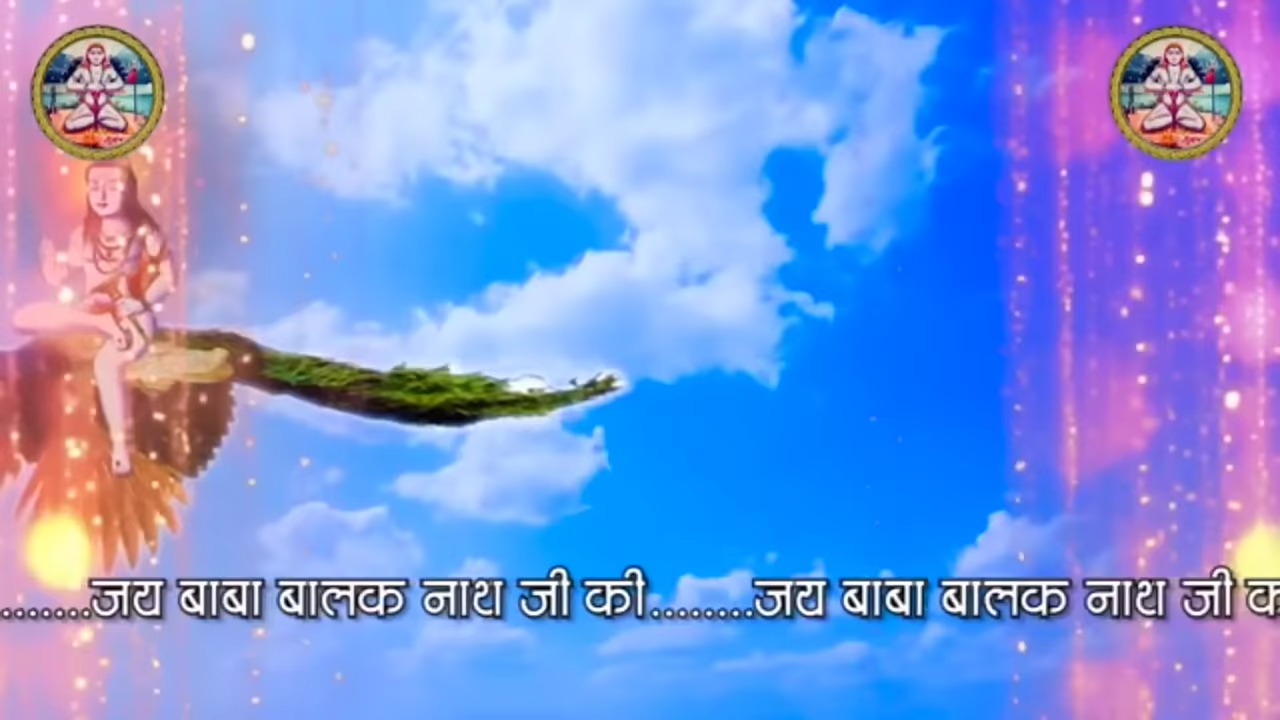 .......जय बाबा बालक नाथ जी की........जय बाबा बालक नाथ जी क